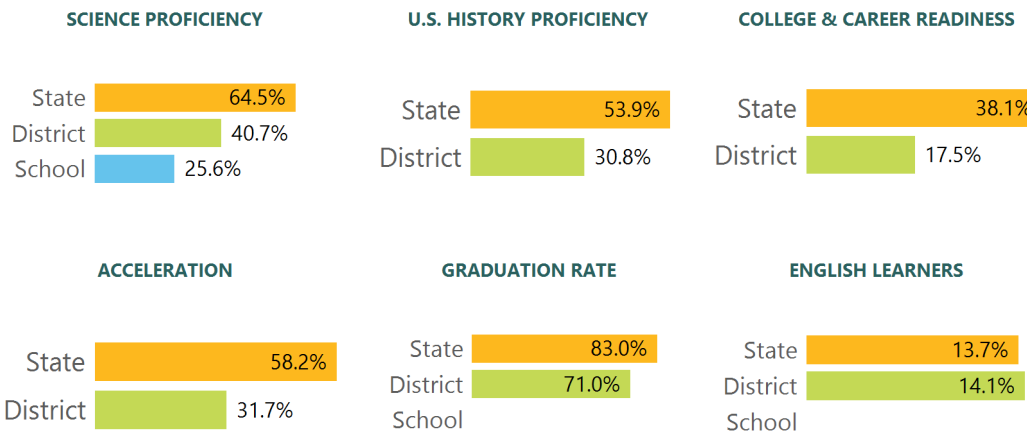 SCIENCE PROFICIENCY
State 64.5%
District 40.7%
School 25.6%
U.S. HISTORY PROFICIENCY
State 53.9%
District 30.8%
COLLEGE & CAREER READINESS
State 38.1%
District 17.5%
ACCELERATION
State 58.2%
District 31.7%
GRADUATION RATE
State 83.0%
District 71.0%
School
ENGLISH LEARNERS
State 13.7%
District 14.1%
School